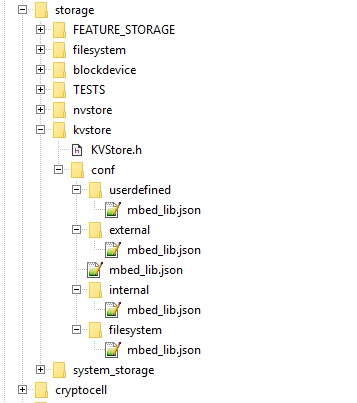 storage
FEATURE_STORAGE
filesystem
blockdevice
TESTS
nvstore
kvstore
KVStore.h
conf
userdefined
mbed_lib.json
external
mbed_lib.json
mbed_lib.json
internal
mbed_lib.json
filesystem
mbed_lib.json
system_storage
cryptocell